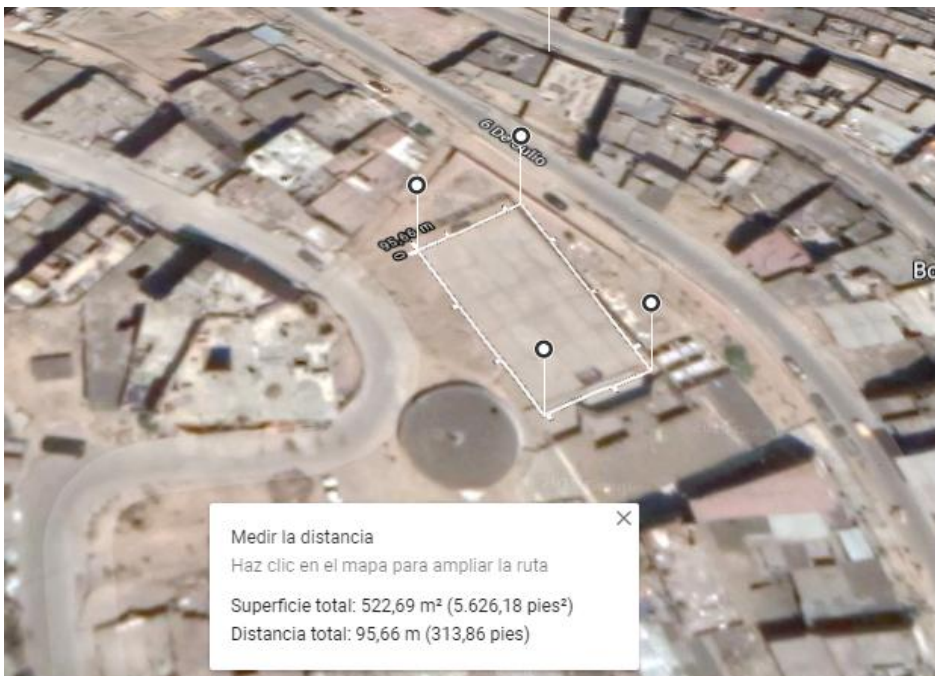 6 De Julio
95,66 m
0
Bo
Medir la distancia
Haz clic en el mapa para ampliar la ruta
Superficie total: 522,69 m² (5.626,18 pies²)
Distancia total: 95,66 m (313,86 pies)